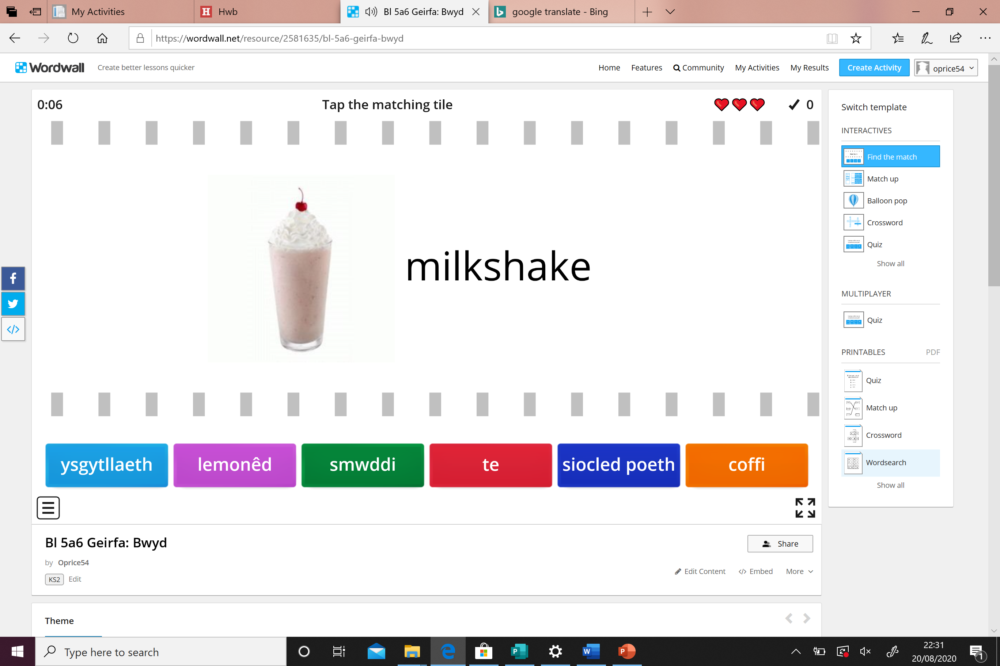 My Activities
Hwb
Bl 5a6 Geirfa: Bwyd
google translate - Bing
https://wordwall.net/resource/2581635/bl-5a6-geirfa-bwyd
Wordwall
Create better lessons quicker
Home
Features
Community
My Activities
My Results
Create Activity
oprice54
0:06
Tap the matching tile
0
milkshake
ysgytllaeth
lemonêd
smwddi
te
siocled poeth
coffi
Bl 5a6 Geirfa: Bwyd
by Oprice54
KS2
Edit
Share
Edit Content
Embed
More
Theme
Switch template
INTERACTIVES
Find the match
Match up
Balloon pop
Crossword
Quiz
Show all
MULTIPLAYER
Quiz
PRINTABLES
PDF
Quiz
Match up
Crossword
Wordsearch
Show all
Type here to search
22:31
20/08/2020
1